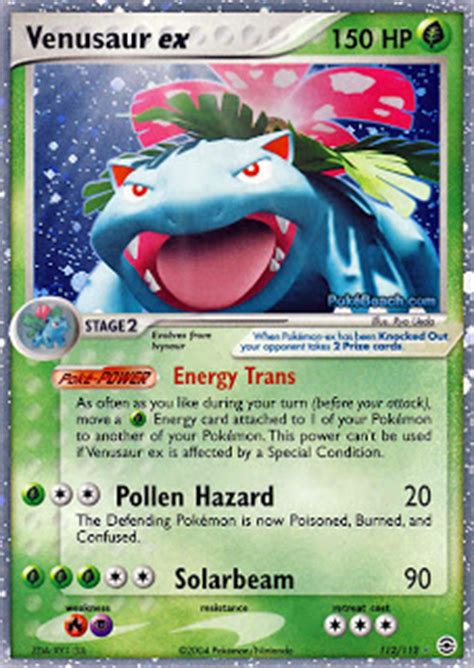 Venusaur ex 150 HP
PokéBeach.com
Illus. Ryo Ueda
STAGE 2
Evolves from
Ivysaur
When Pokémon-ex has been Knocked Out
your opponent takes 2 Prize cards.
Poké-POWER Energy Trans
As often as you like during your turn (before your attack),
move a Energy card attached to 1 of your Pokémon
to another of your Pokémon. This power can't be used
if Venusaur ex is affected by a Special Condition.
Pollen Hazard 20
The Defending Pokémon is now Poisoned, Burned, and
Confused.
Solarbeam 90
weakness resistance retreat cost
©2004 Pokémon/Nintendo 112/112